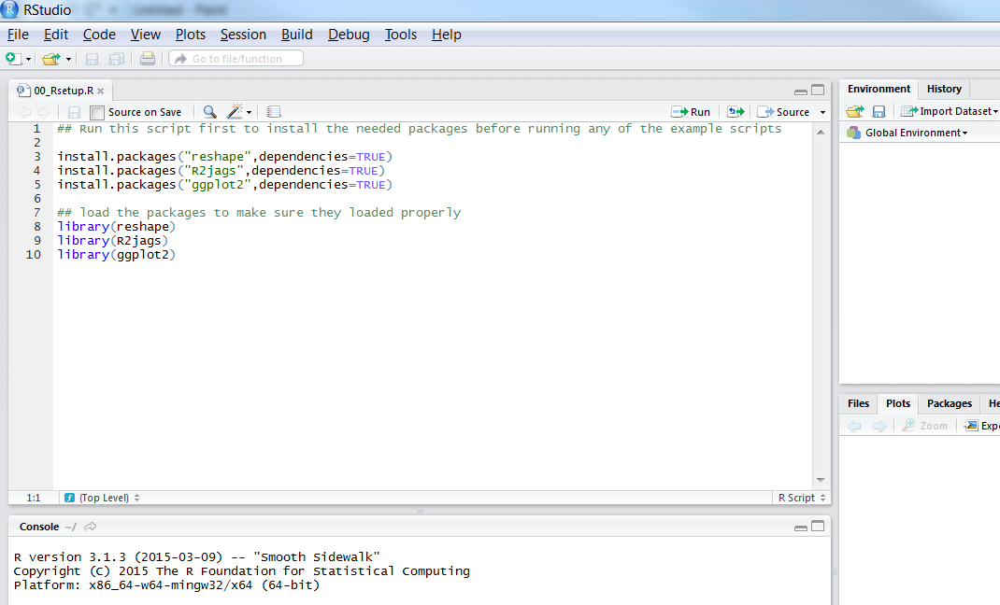 RStudio
File Edit Code View Plots Session Build Debug Tools Help
Go to file/function
00_Rsetup.R
Source on Save Run Source
1 ## Run this script first to install the needed packages before running any of the example scripts
2
3 install.packages("reshape",dependencies=TRUE)
4 install.packages("R2jags",dependencies=TRUE)
5 install.packages("ggplot2",dependencies=TRUE)
6
7 ## load the packages to make sure they loaded properly
8 library(reshape)
9 library(R2jags)
10 library(ggplot2)
1:1 (Top Level) R Script
Console ~/
R version 3.1.3 (2015-03-09) -- "Smooth Sidewalk"
Copyright (C) 2015 The R Foundation for Statistical Computing
Platform: x86_64-w64-mingw32/x64 (64-bit)
Environment History
Import Dataset
Global Environment
Files Plots Packages He
Zoom Expo